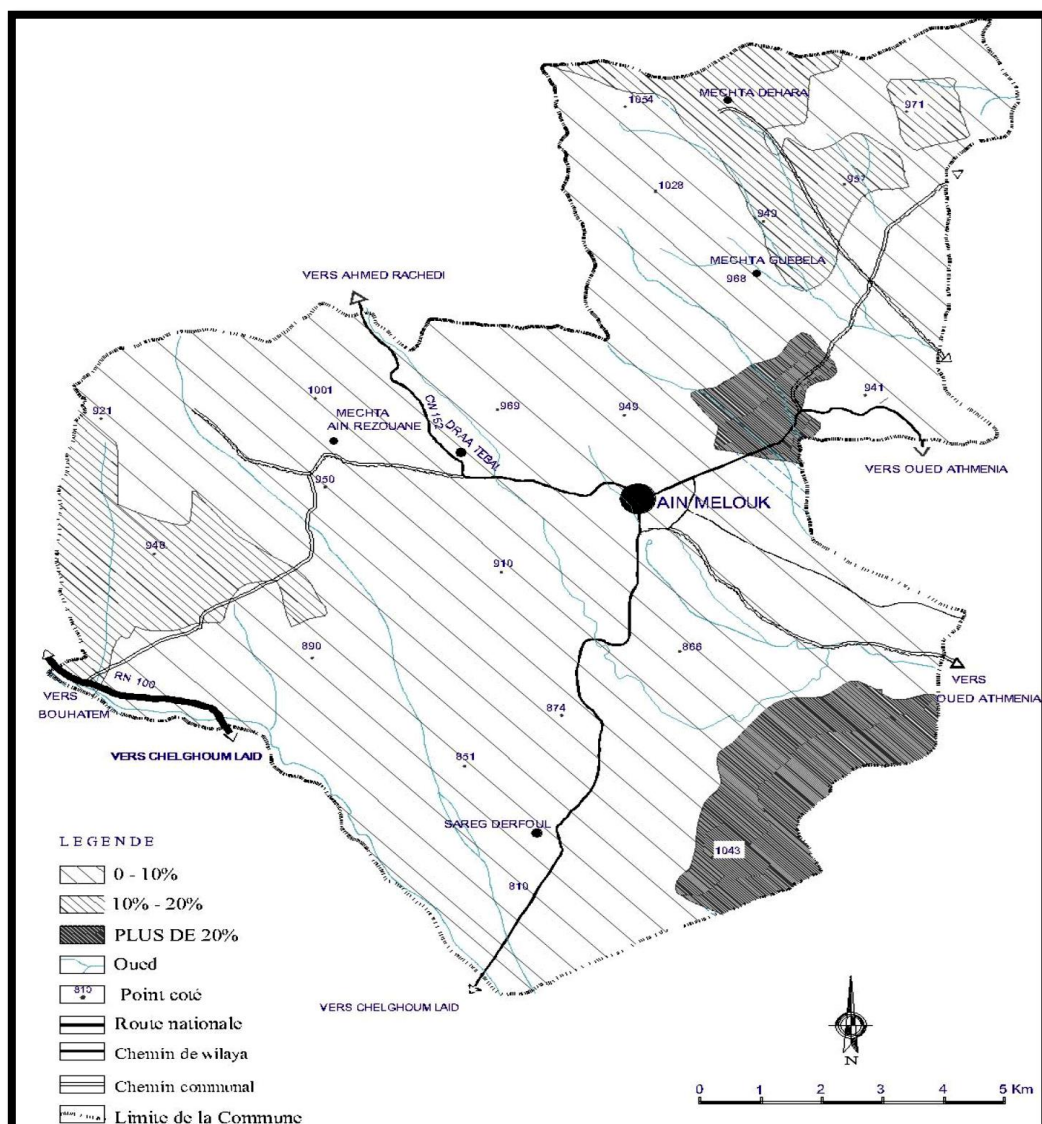 1054
MECHTA DEHARA
971
1028
957
949
MECHTA GUEBELA
968
VERS AHMED RACHEDI
921
1001
MECHTA
AIN REZOUANE
CW 152
DRAA TEBAL
969
949
941
VERS OUED ATHMENIA
950
AIN MELOUK
948
910
890
866
VERS
OUED ATHMENIA
RN 100
VERS
BOUHATEM
VERS CHELGHOUM LAID
874
851
SAREG DERFOUL
1043
810
VERS CHELGHOUM LAID
LEGENDE
0 - 10%
10% - 20%
PLUS DE 20%
Oued
810
Point coté
Route nationale
Chemin de wilaya
Chemin communal
Limite de la Commune
N
0 1 2 3 4 5 Km